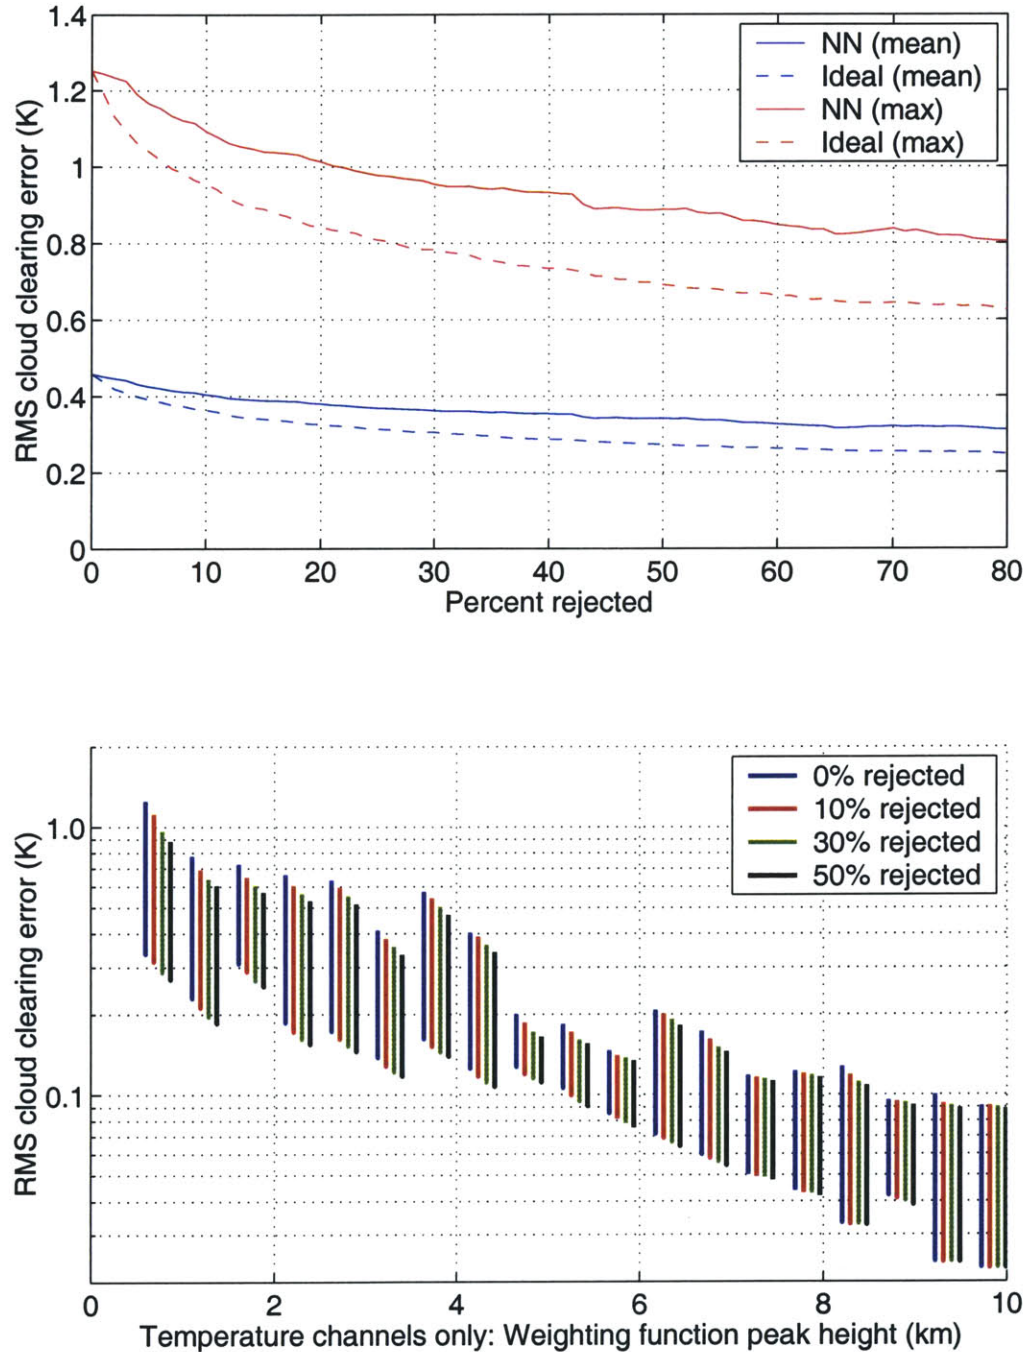 1.4
1.2
1
0.8
0.6
0.4
0.2
0
RMS cloud clearing error (K)
NN (mean)
Ideal (mean)
NN (max)
Ideal (max)
0 10 20 30 40 50 60 70 80
Percent rejected
1.0
0.1
RMS cloud clearing error (K)
0% rejected
10% rejected
30% rejected
50% rejected
0 2 4 6 8 10
Temperature channels only: Weighting function peak height (km)